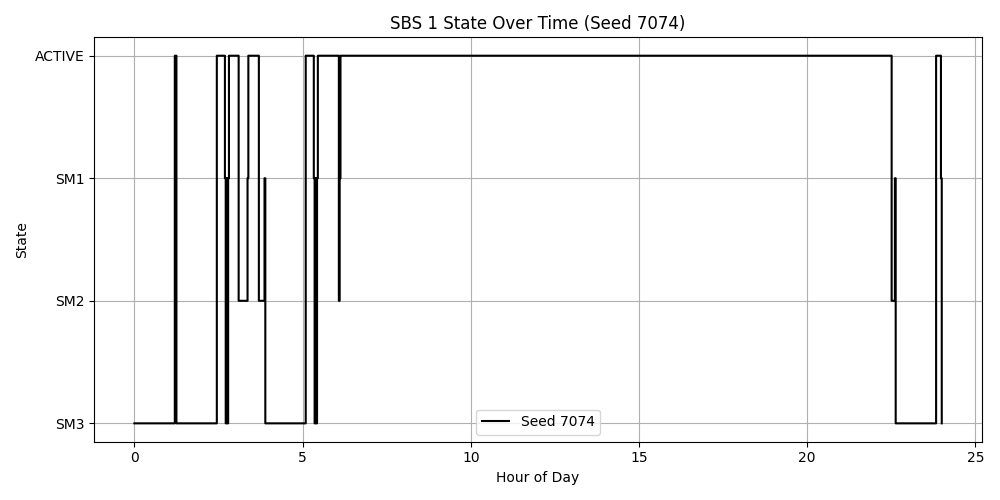 SBS 1 State Over Time (Seed 7074)
ACTIVE
SM1
SM2
SM3
State
0
5
10
15
20
25
Hour of Day
Seed 7074